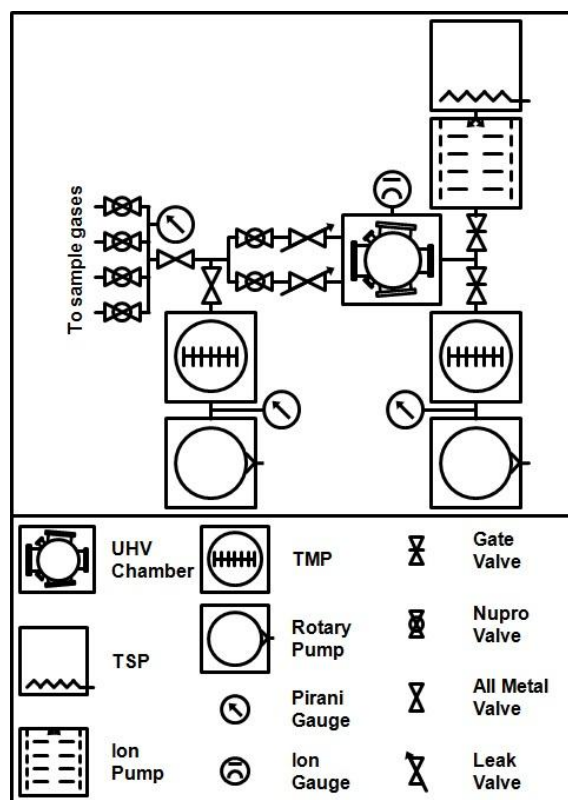 To sample gases
UHV
Chamber
TMP
Gate
Valve
TSP
Rotary
Pump
Nupro
Valve
Pirani
Gauge
All Metal
Valve
Ion
Pump
Ion
Gauge
Leak
Valve